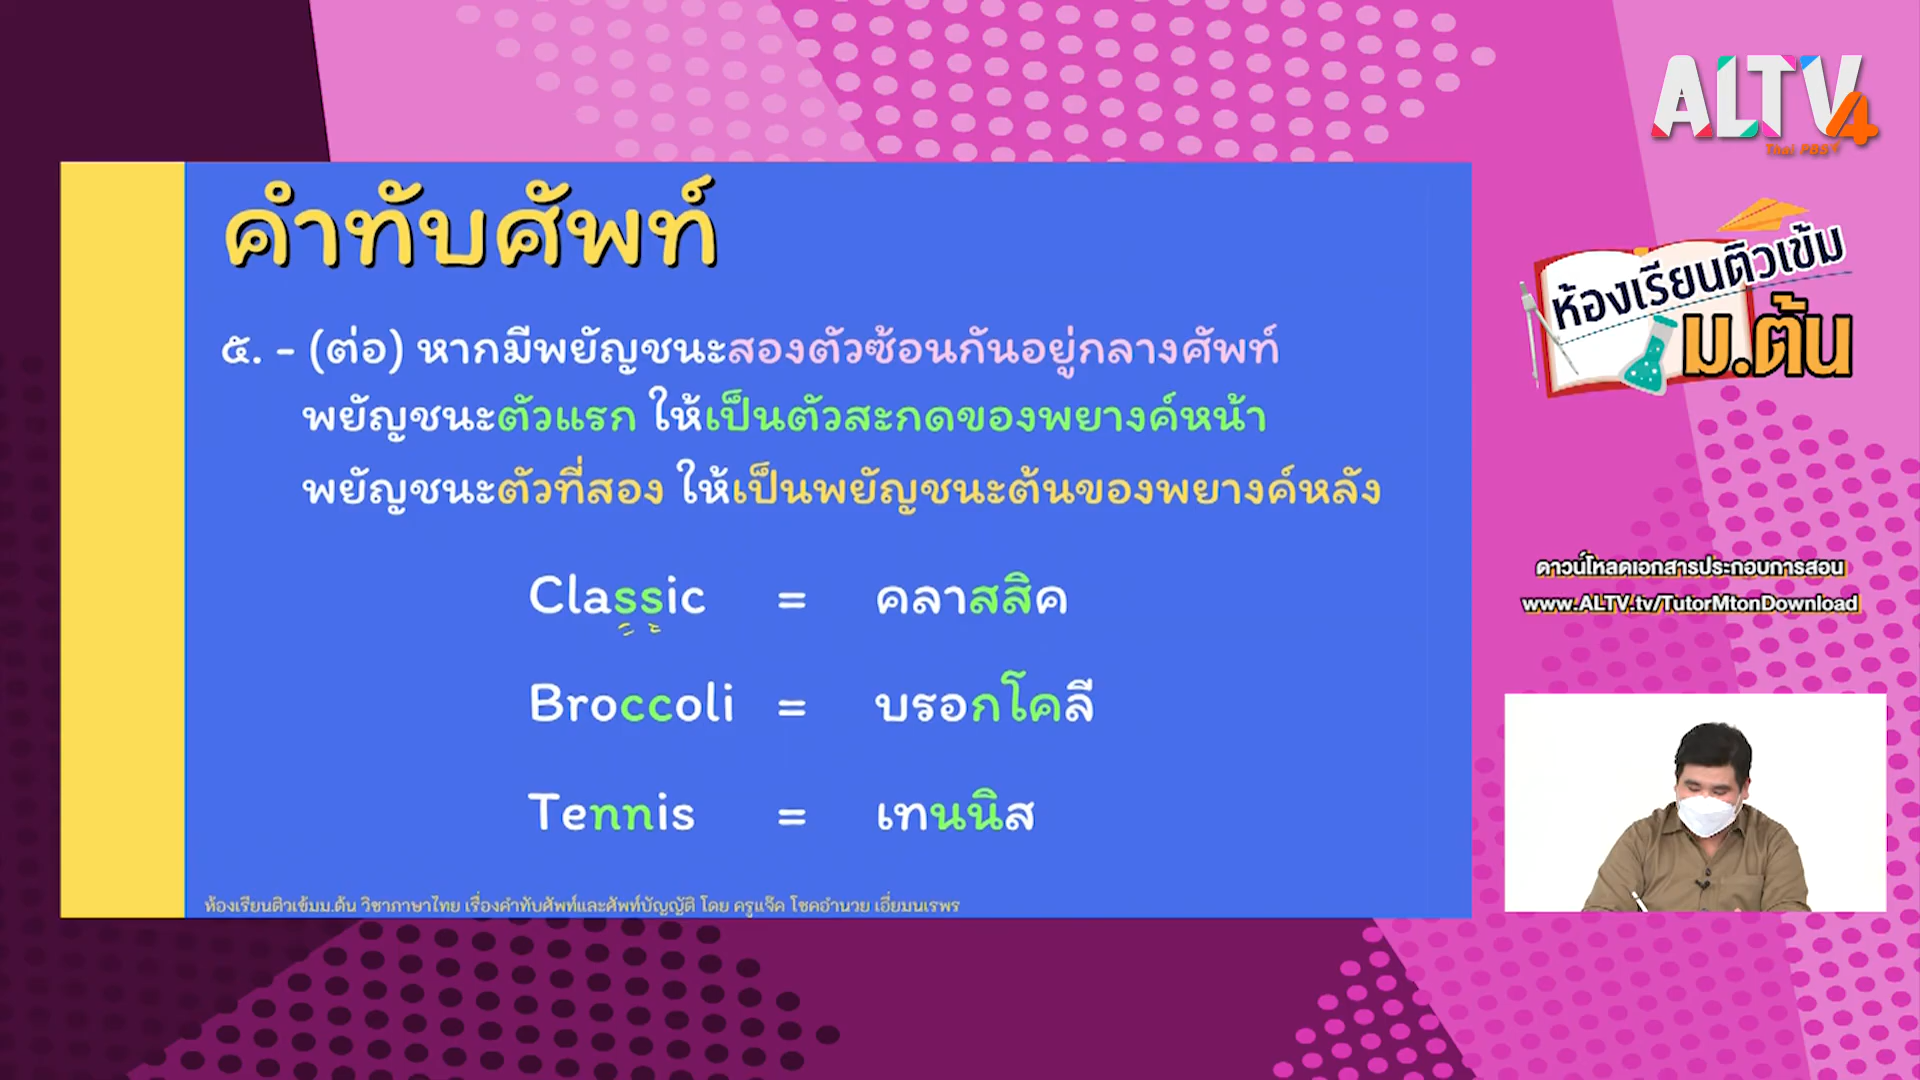 คำทับศัพท์
๕. - (ต่อ) หากมีพยัญชนะสองตัวซ้อนกันอยู่กลางศัพท์
พยัญชนะตัวแรก ให้เป็นตัวสะกดของพยางค์หน้า
พยัญชนะตัวที่สอง ให้เป็นพยัญชนะต้นของพยางค์หลัง
Classic = คลาสสิค
Broccoli = บรอกโคลี
Tennis = เทนนิส
ห้องเรียนติวเข้มม.ต้น วิชาภาษาไทย เรื่องคำทับศัพท์และศัพท์บัญญัติ โดย ครูแจ็ค โชคอำนวย เอี่ยมนเรพร
ALTV4
Thai PBS
ห้องเรียนติวเข้ม
ม.ต้น
ดาวน์โหลดเอกสารประกอบการสอน
www.ALTV.tv/TutorMtonDownload